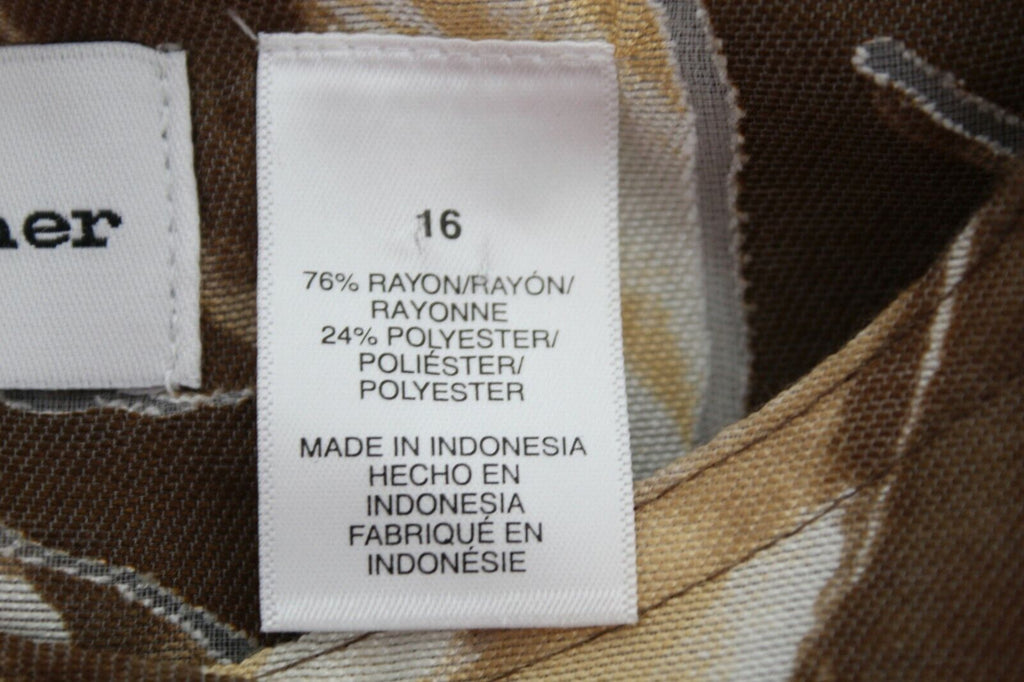 16
76% RAYON/RAYÓN/
RAYONNE
24% POLYESTER/
POLIÉSTER/
POLYESTER
MADE IN INDONESIA
HECHO EN
INDONESIA
FABRIQUÉ EN
INDONÉSIE